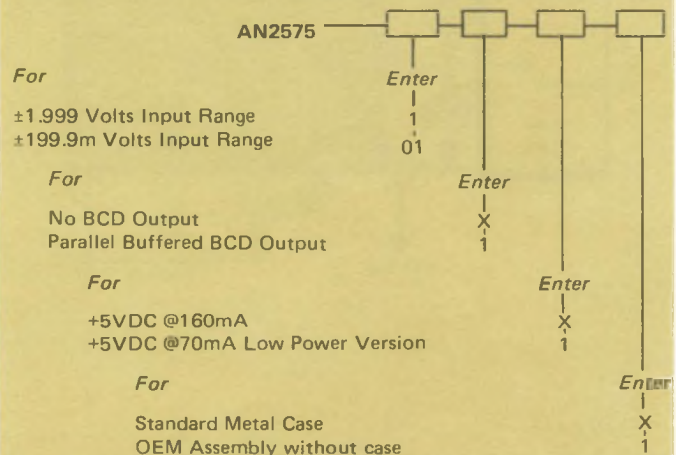 AN2575
For Enter
±1.999 Volts Input Range 1
±199.9m Volts Input Range 01
For Enter
No BCD Output X
Parallel Buffered BCD Output 1
For Enter
+5VDC @160mA X
+5VDC @70mA Low Power Version 1
For Enter
Standard Metal Case X
OEM Assembly without case 1